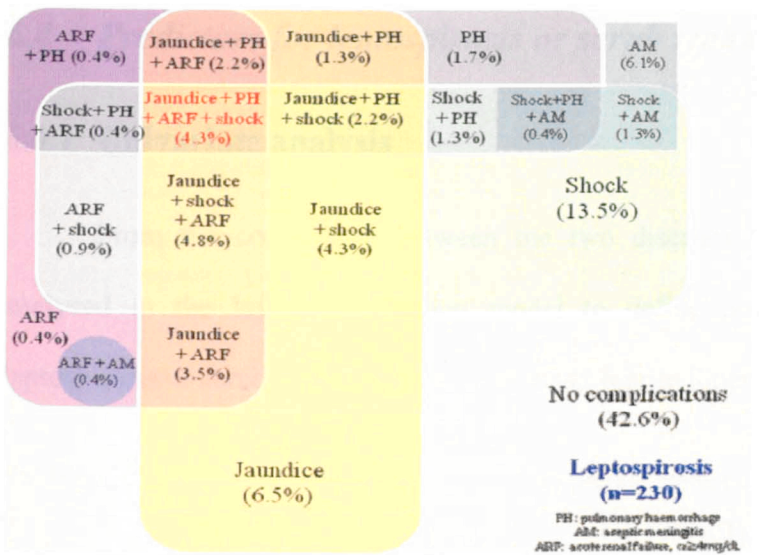 ARF
+PH (0.4%)
Jaundice+PH
+ARF (2.2%)
Jaundice+PH
(1.3%)
PH
(1.7%)
AM
(6.1%)
Shock+PH
+ARF (0.4%)
Jaundice+PH
+ARF+shock
(4.3%)
Jaundice+PH
+shock (2.2%)
Shock
+PH
(1.3%)
Shock+PH
+AM
(0.4%)
Shock
+AM
(1.3%)
ARF
+shock
(0.9%)
Jaundice
+shock
+ARF
(4.8%)
Jaundice
+shock
(4.3%)
Shock
(13.5%)
ARF
(0.4%)
ARF+AM
(0.4%)
Jaundice
+ARF
(3.5%)
Jaundice
(6.5%)
No complications
(42.6%)
Leptospirosis
(n=230)
PH: pulmonary haemorrhage
AM: aseptic meningitis
ARF: acute renal failure,